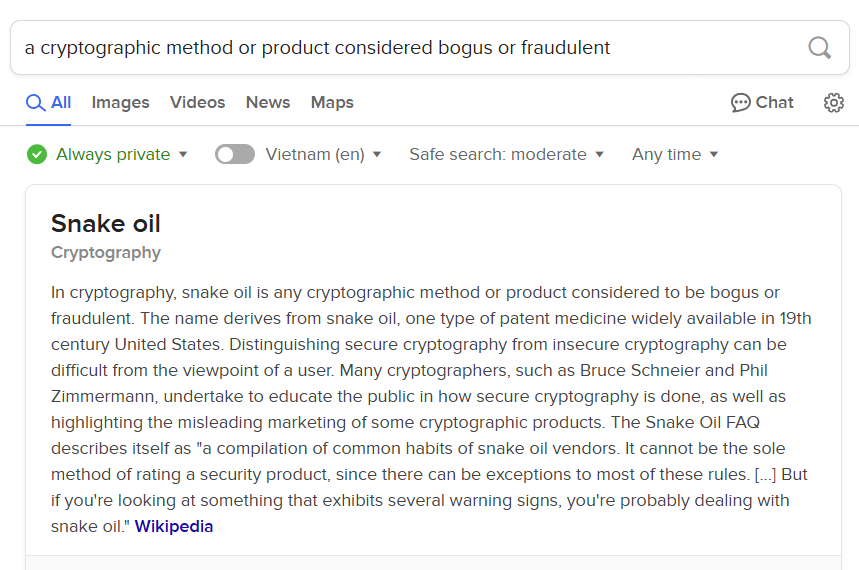 a cryptographic method or product considered bogus or fraudulent
All Images Videos News Maps Chat
Always private Vietnam (en) Safe search: moderate Any time
Snake oil
Cryptography
In cryptography, snake oil is any cryptographic method or product considered to be bogus or
fraudulent. The name derives from snake oil, one type of patent medicine widely available in 19th
century United States. Distinguishing secure cryptography from insecure cryptography can be
difficult from the viewpoint of a user. Many cryptographers, such as Bruce Schneier and Phil
Zimmermann, undertake to educate the public in how secure cryptography is done, as well as
highlighting the misleading marketing of some cryptographic products. The Snake Oil FAQ
describes itself as "a compilation of common habits of snake oil vendors. It cannot be the sole
method of rating a security product, since there can be exceptions to most of these rules. [...] But
if you're looking at something that exhibits several warning signs, you're probably dealing with
snake oil." Wikipedia